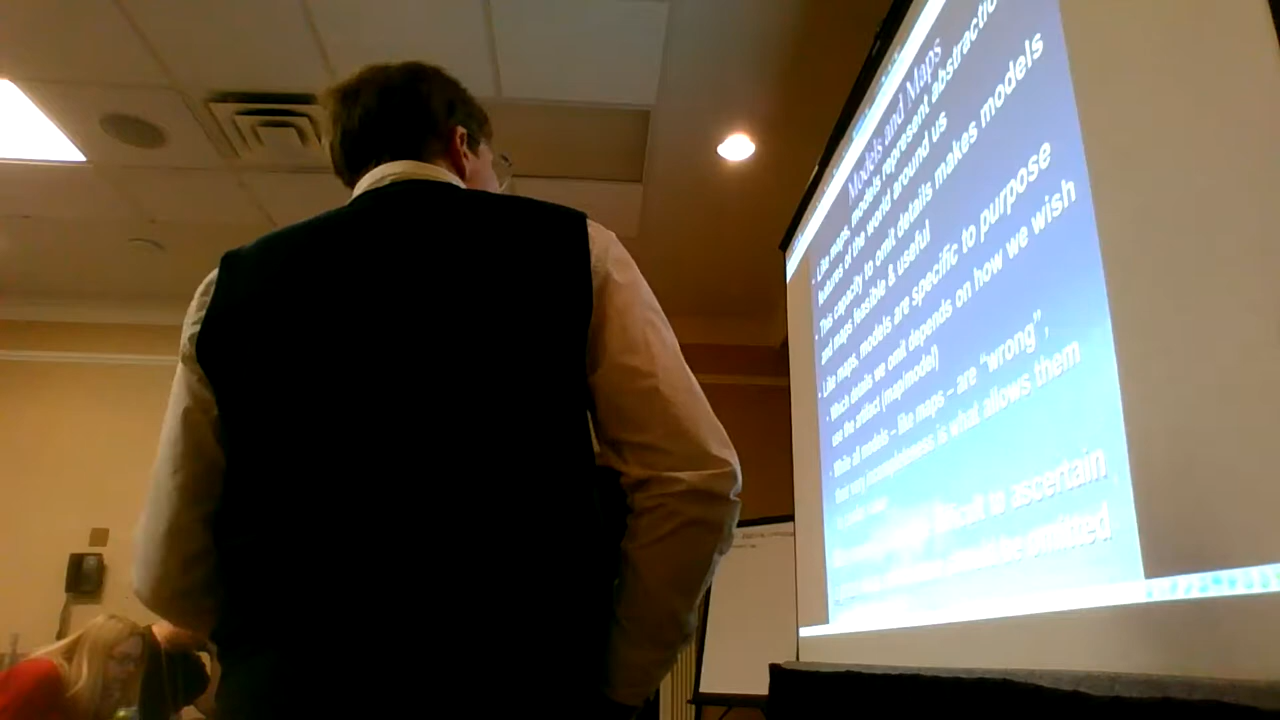 Models and Maps
• Like maps, models represent abstractio
features of the world around us
• This capacity to omit details makes models
and maps feasible & useful
• Like maps, models are specific to purpose
• Which details we omit depends on how we wish
use the artifact (map/model)
• While all models – like maps – are "wrong",
their very incompleteness is what allows them
difficult to ascertain
omitted